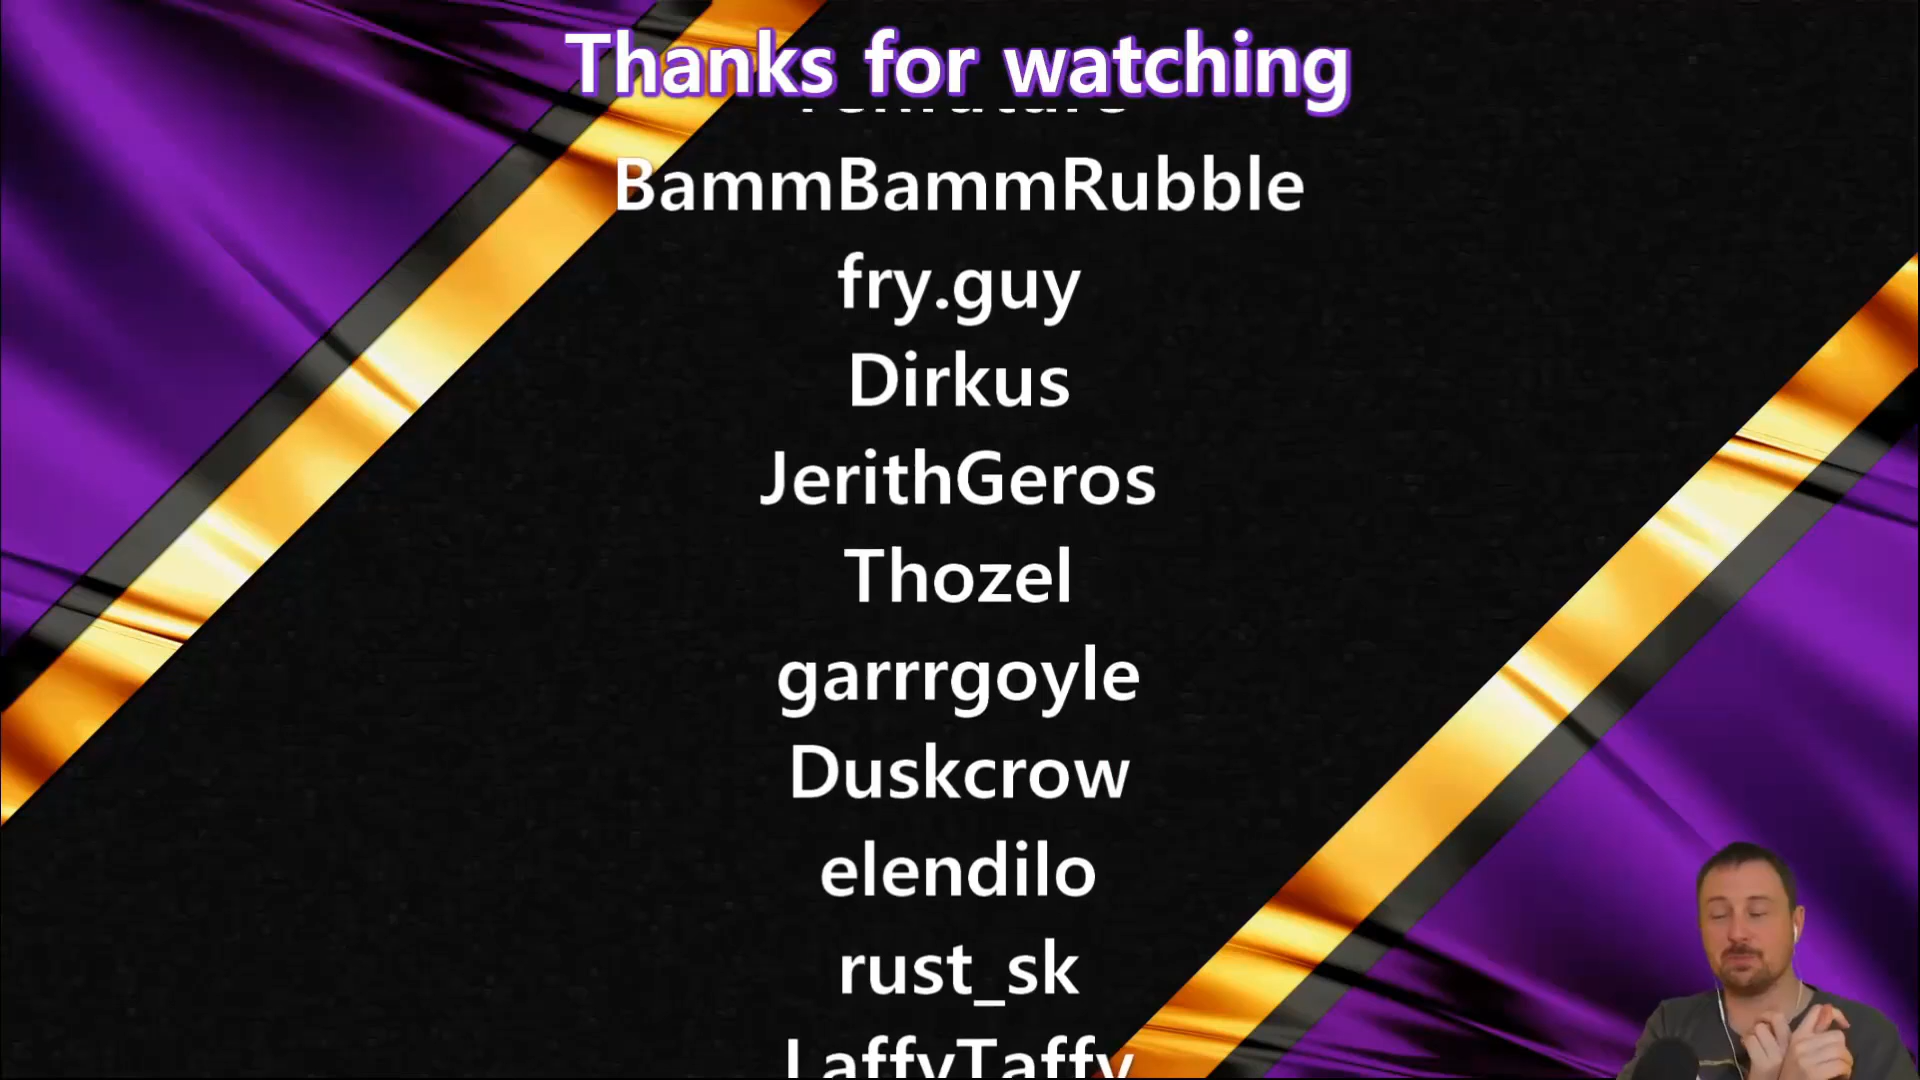 Thanks for watching
BammBammRubble
fry.guy
Dirkus
JerithGeros
Thozel
garrrgoyle
Duskcrow
elendilo
rust_sk
LaffyTaffy